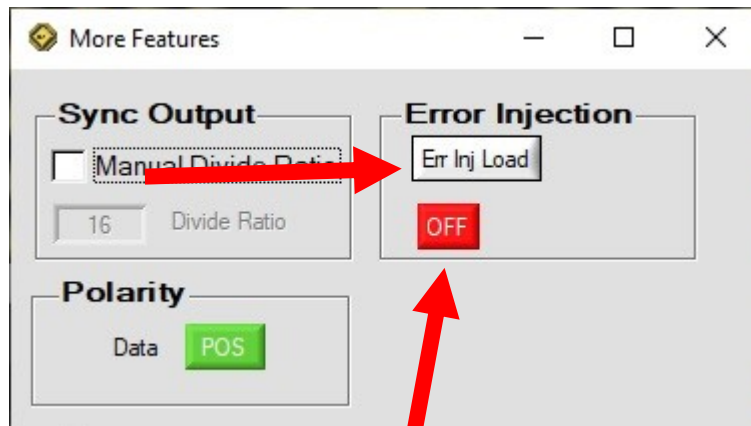 More Features
Sync Output
Manual Divide Ratio
16 Divide Ratio
Error Injection
Err Inj Load
OFF
Polarity
Data POS